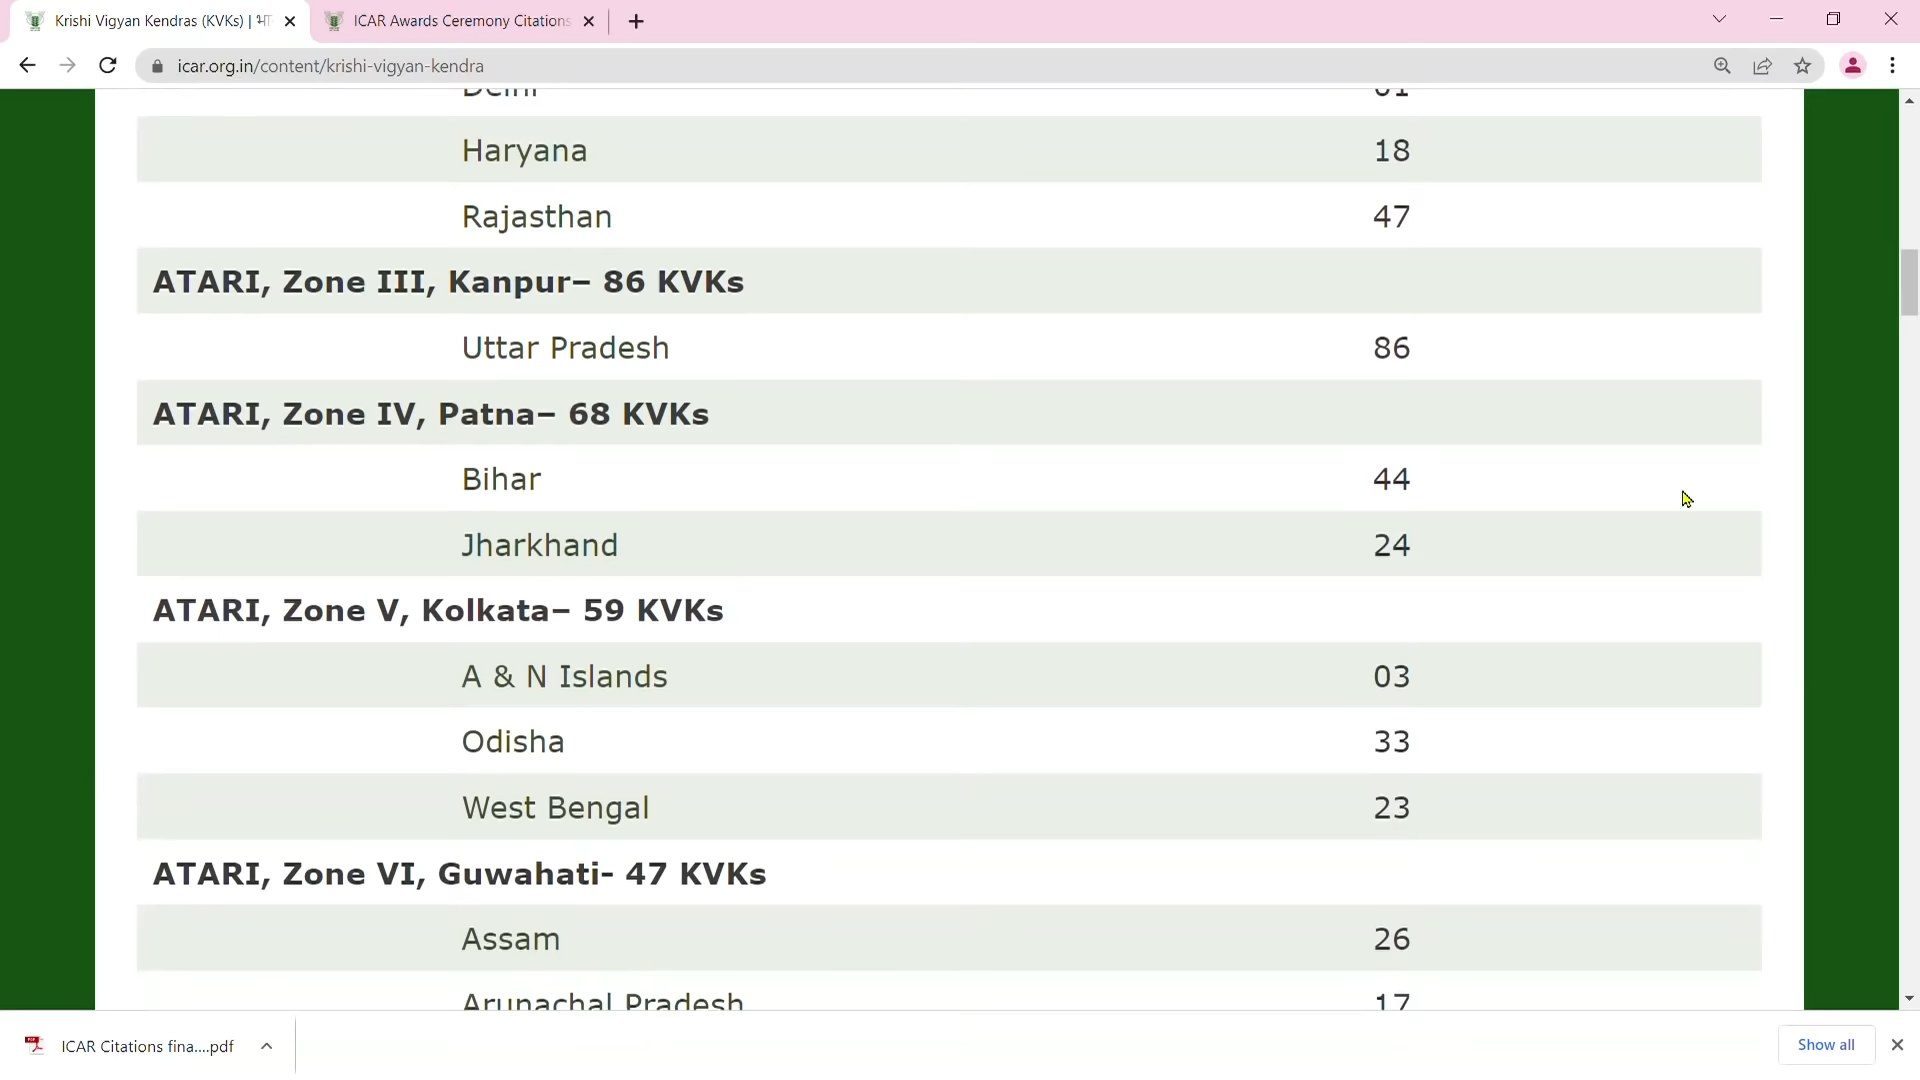 Krishi Vigyan Kendras (KVKs) |
ICAR Awards Ceremony Citations
icar.org.in/content/krishi-vigyan-kendra
Delhi 01
Haryana 18
Rajasthan 47
ATARI, Zone III, Kanpur– 86 KVKs
Uttar Pradesh 86
ATARI, Zone IV, Patna– 68 KVKs
Bihar 44
Jharkhand 24
ATARI, Zone V, Kolkata– 59 KVKs
A & N Islands 03
Odisha 33
West Bengal 23
ATARI, Zone VI, Guwahati- 47 KVKs
Assam 26
Arunachal Pradesh 17
ICAR Citations fina....pdf
Show all